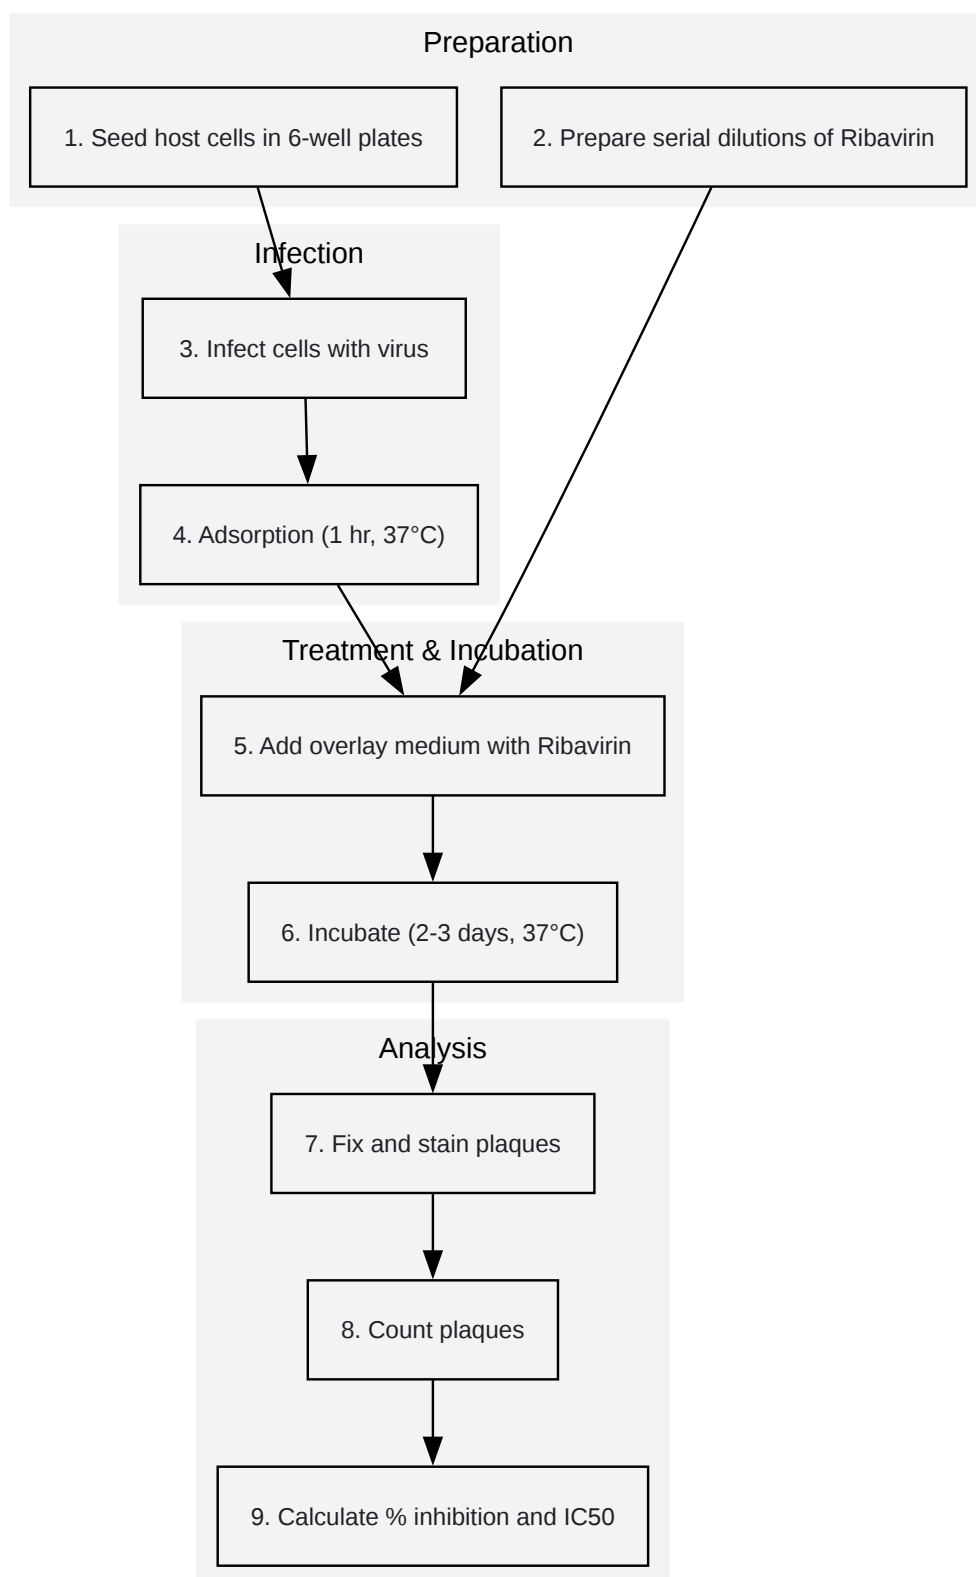 Preparation
1. Seed host cells in 6-well plates
2. Prepare serial dilutions of Ribavirin
Infection
3. Infect cells with virus
4. Adsorption (1 hr, 37°C)
Treatment & Incubation
5. Add overlay medium with Ribavirin
6. Incubate (2-3 days, 37°C)
Analysis
7. Fix and stain plaques
8. Count plaques
9. Calculate % inhibition and IC50